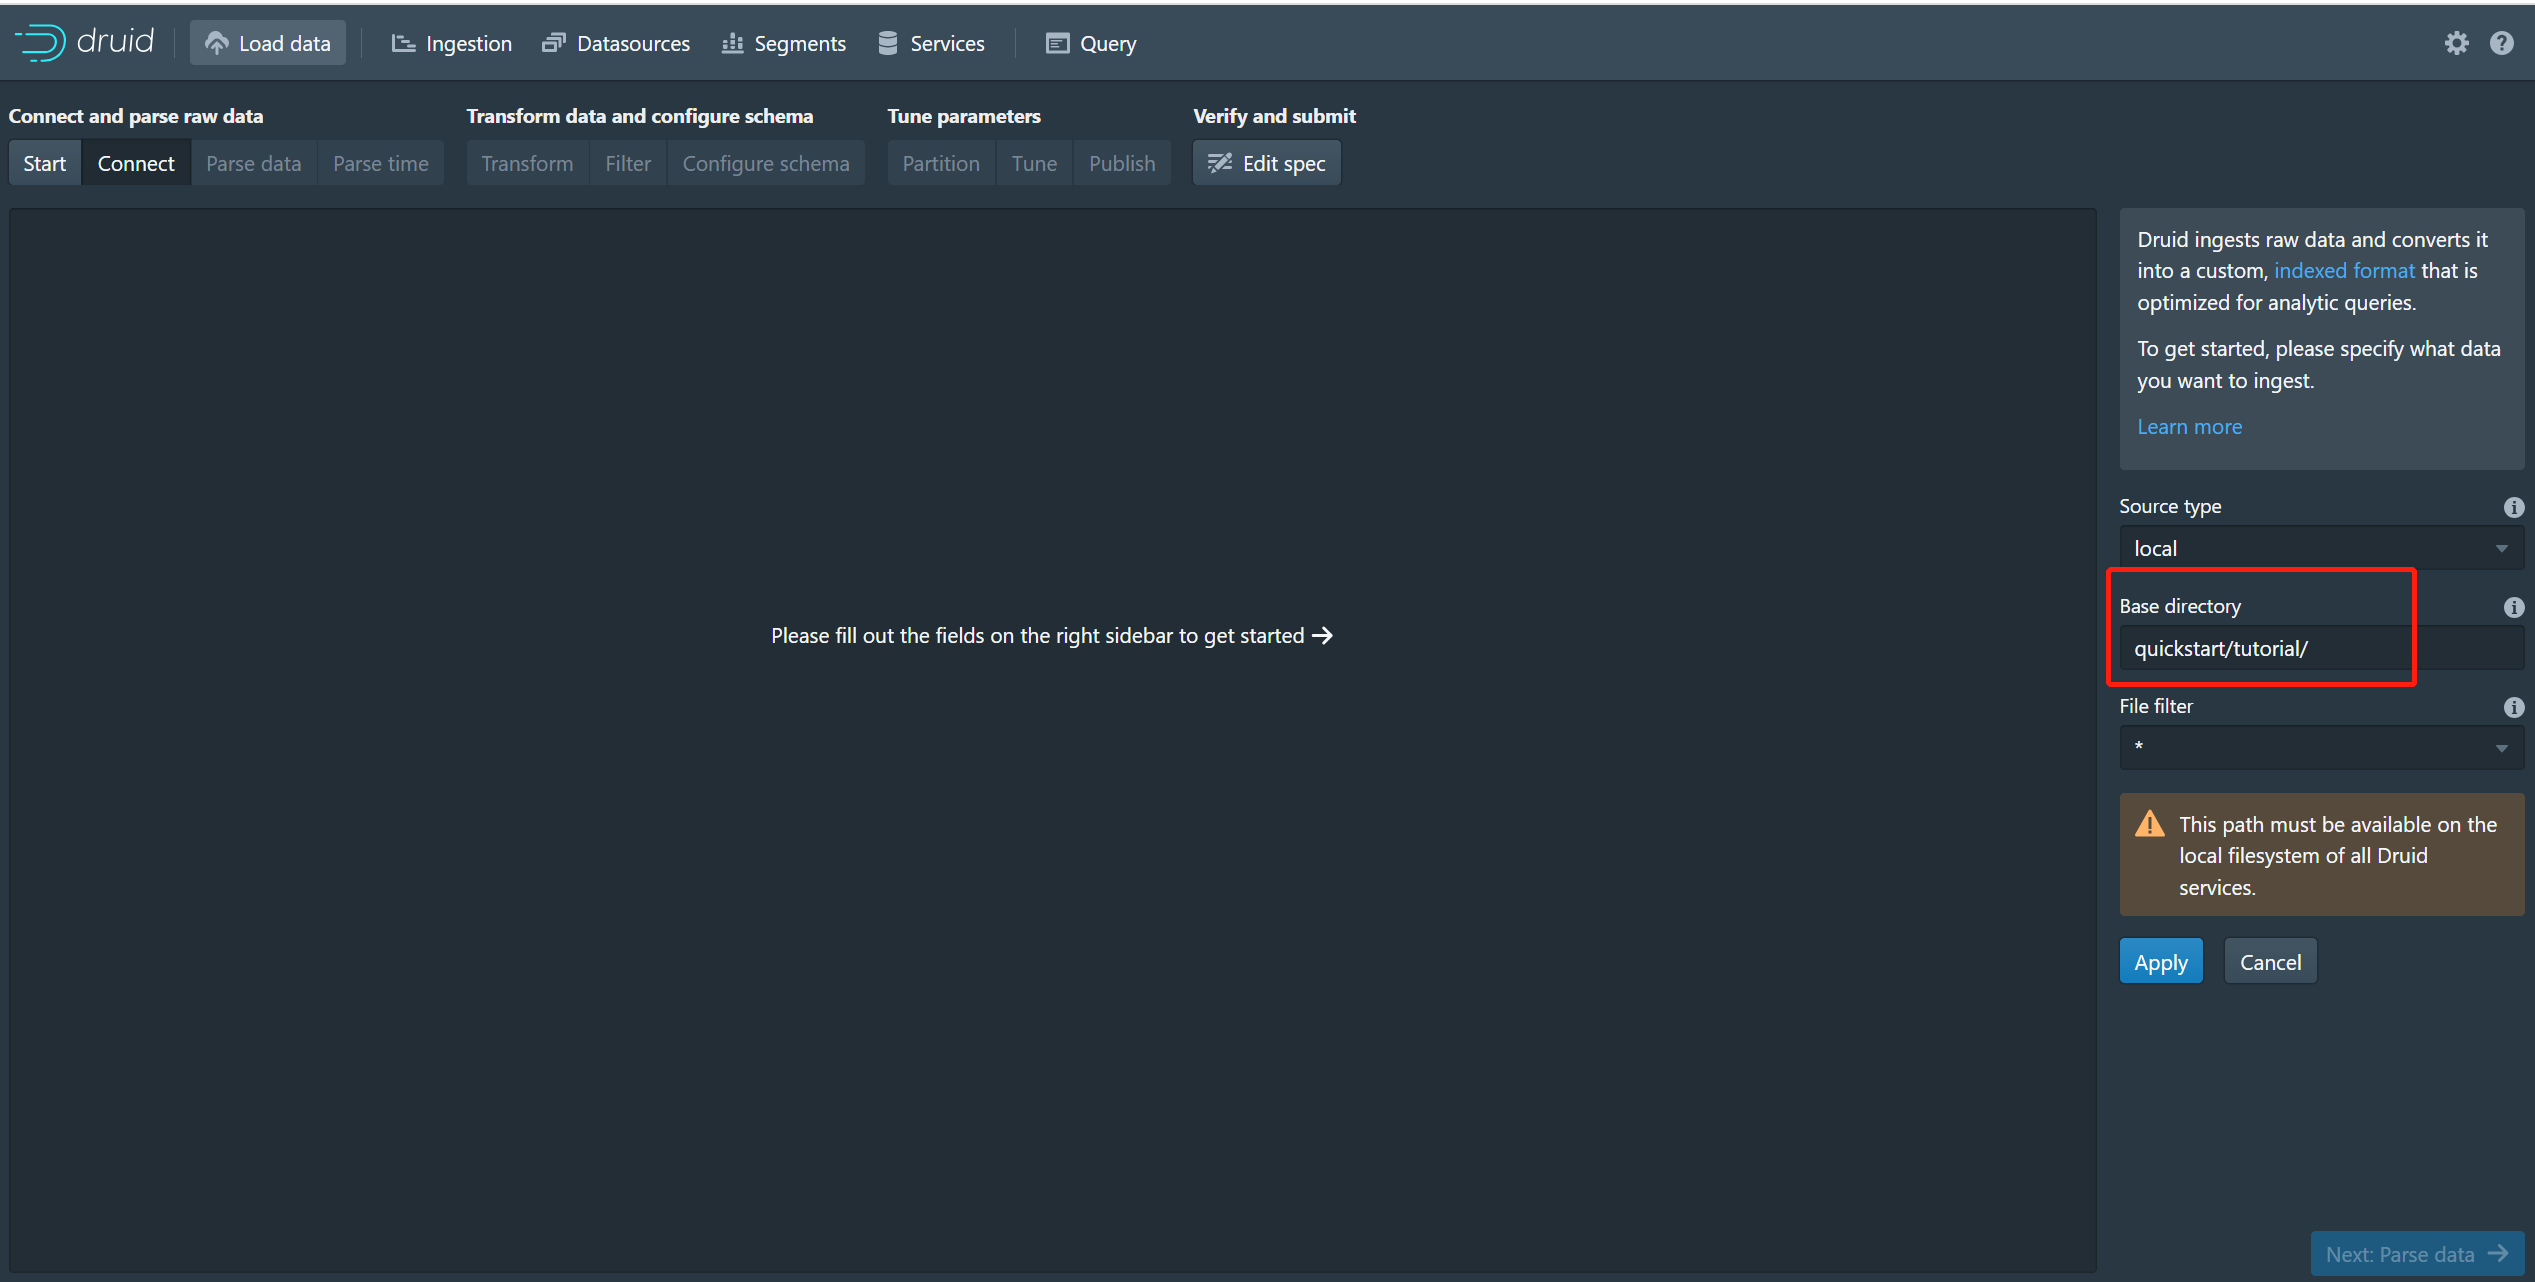 druid
Load data
Ingestion
Datasources
Segments
Services
Query
Connect and parse raw data
Transform data and configure schema
Tune parameters
Verify and submit
Start
Connect
Parse data
Parse time
Transform
Filter
Configure schema
Partition
Tune
Publish
Edit spec
Please fill out the fields on the right sidebar to get started
Druid ingests raw data and converts it
into a custom, indexed format that is
optimized for analytic queries.
To get started, please specify what data
you want to ingest.
Learn more
Source type
local
Base directory
quickstart/tutorial/
File filter
*
This path must be available on the
local filesystem of all Druid
services.
Apply
Cancel
Next: Parse data